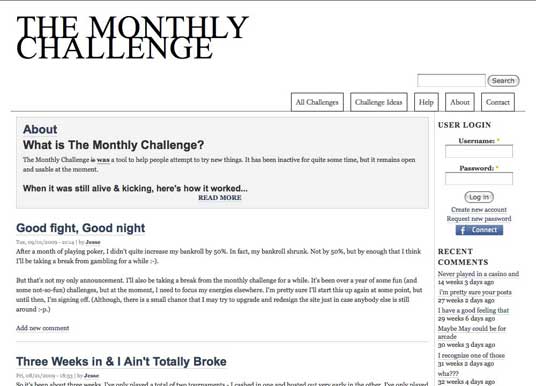 THE MONTHLY
CHALLENGE
Search
All Challenges
Challenge Ideas
Help
About
Contact
About
What is The Monthly Challenge?
The Monthly Challenge is was a tool to help people attempt to try new things. It has been inactive for quite some time, but it remains open
and usable at the moment.
When it was still alive & kicking, here's how it worked...
READ MORE
Good fight, Good night
Tue, 09/01/2009 - 20:14 | by Jesse
After a month of playing poker, I didn't quite increase my bankroll by 50%. In fact, my bankroll shrunk. Not by 50%, but by enough that I think
I'll be taking a break from gambling for a while :-).
But that's not my only announcement. I'll also be taking a break from the monthly challenge for a while. It's been over a year of some fun (and
some not-so-fun) challenges, but at the moment, I need to focus my energies elsewhere. I'm pretty sure I'll start this up again at some point, but
until then, I'm signing off. (Although, there is a small chance that I may try to upgrade and redesign the site just in case anybody else is still
around :-p.)
Add new comment
Three Weeks in & I Ain't Totally Broke
Fri, 08/21/2009 - 18:53 | by Jesse
So it's been about three weeks. I've only played a total of two tournaments - I cashed in one and busted out very early in the other. I've only played
USER LOGIN
Username: *
Password: *
Log in
Create new account
Request new password
f Connect
RECENT
COMMENTS
Never played in a casino and
14 weeks 3 days ago
i'm pretty sure your posts
27 weeks 2 days ago
I have a good feeling that
29 weeks 6 days ago
Maybe May could be for
arcade
30 weeks 3 days ago
I recognise one of those
31 weeks 2 days ago
wha???
32 weeks 4 days ago